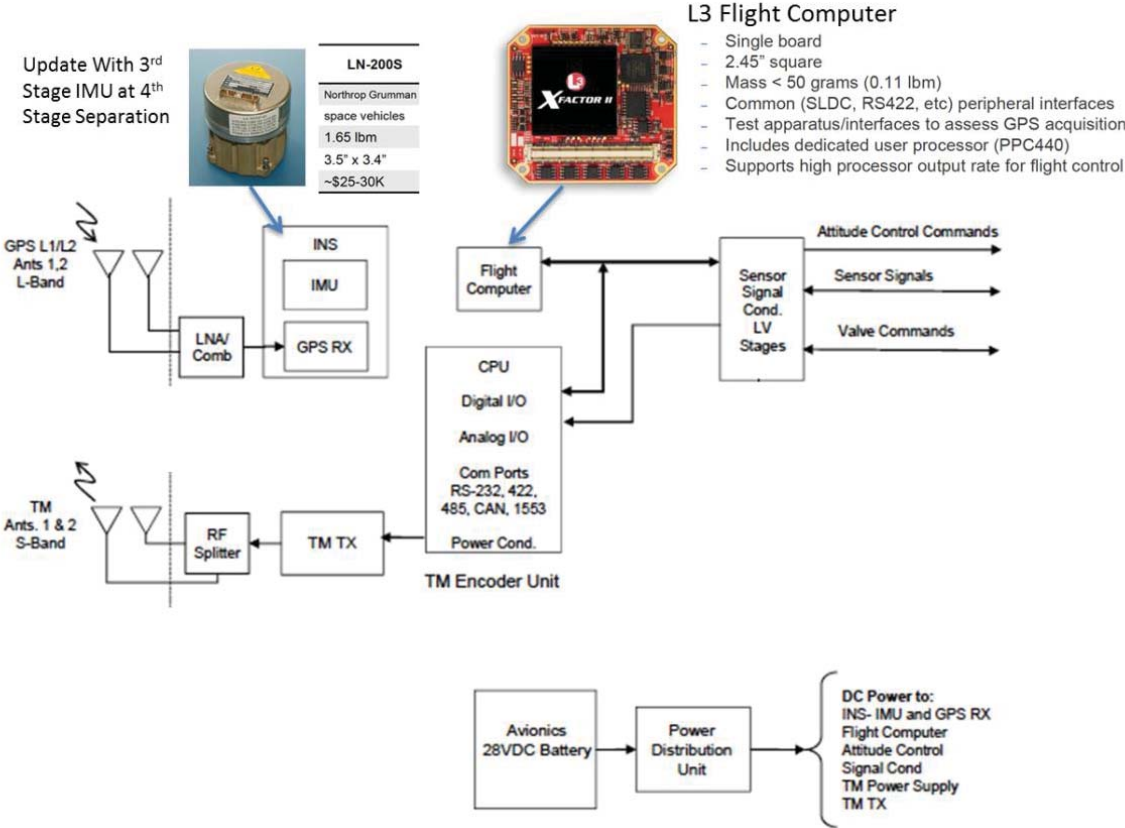 L3 Flight Computer
- Single board
- 2.45" square
- Mass < 50 grams (0.11 lbm)
- Common (SLDC, RS422, etc) peripheral interfaces
- Test apparatus/interfaces to assess GPS acquisition
- Includes dedicated user processor (PPC440)
- Supports high processor output rate for flight control
Update With 3rd
Stage IMU at 4th
Stage Separation
LN-200S
Northrop Grumman
space vehicles
1.65 lbm
3.5" x 3.4"
~$25-30K
L3
XFACTOR II
GPS L1/L2
Ants 1,2
L-Band
LNA/
Comb
INS
IMU
GPS RX
Flight
Computer
Sensor
Signal
Cond.
LV
Stages
Attitude Control Commands
Sensor Signals
Valve Commands
CPU
Digital I/O
Analog I/O
Com Ports
RS-232, 422,
485, CAN, 1553
Power Cond.
TM Encoder Unit
TM
Ants. 1 & 2
S-Band
RF
Splitter
TM TX
Avionics
28VDC Battery
Power
Distribution
Unit
DC Power to:
INS- IMU and GPS RX
Flight Computer
Attitude Control
Signal Cond
TM Power Supply
TM TX